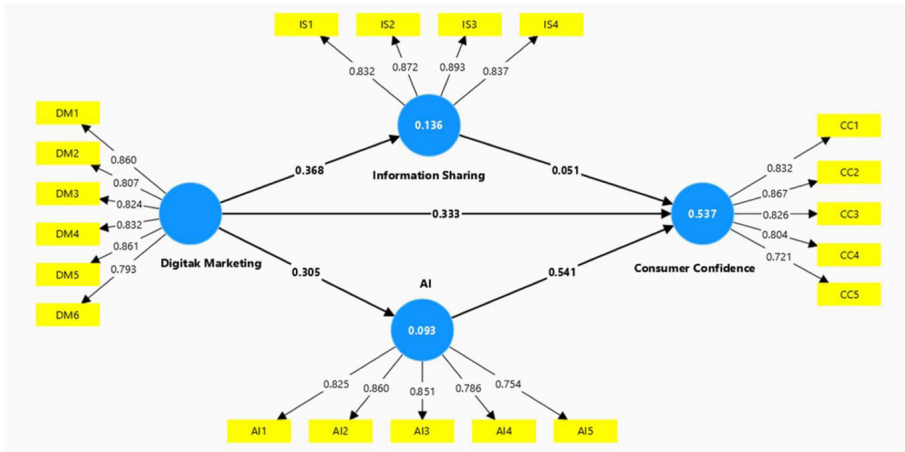 IS1 IS2 IS3 IS4
0.832 0.872 0.893 0.837
0.136
Information Sharing
DM1
DM2
DM3
DM4
DM5
DM6
0.860
0.807
0.824
0.832
0.861
0.793
Digitak Marketing
0.368
0.333
0.305
0.051
0.541
AI
0.093
0.825 0.860 0.851 0.786 0.754
AI1 AI2 AI3 AI4 AI5
0.537
Consumer Confidence
0.832
0.867
0.826
0.804
0.721
CC1
CC2
CC3
CC4
CC5